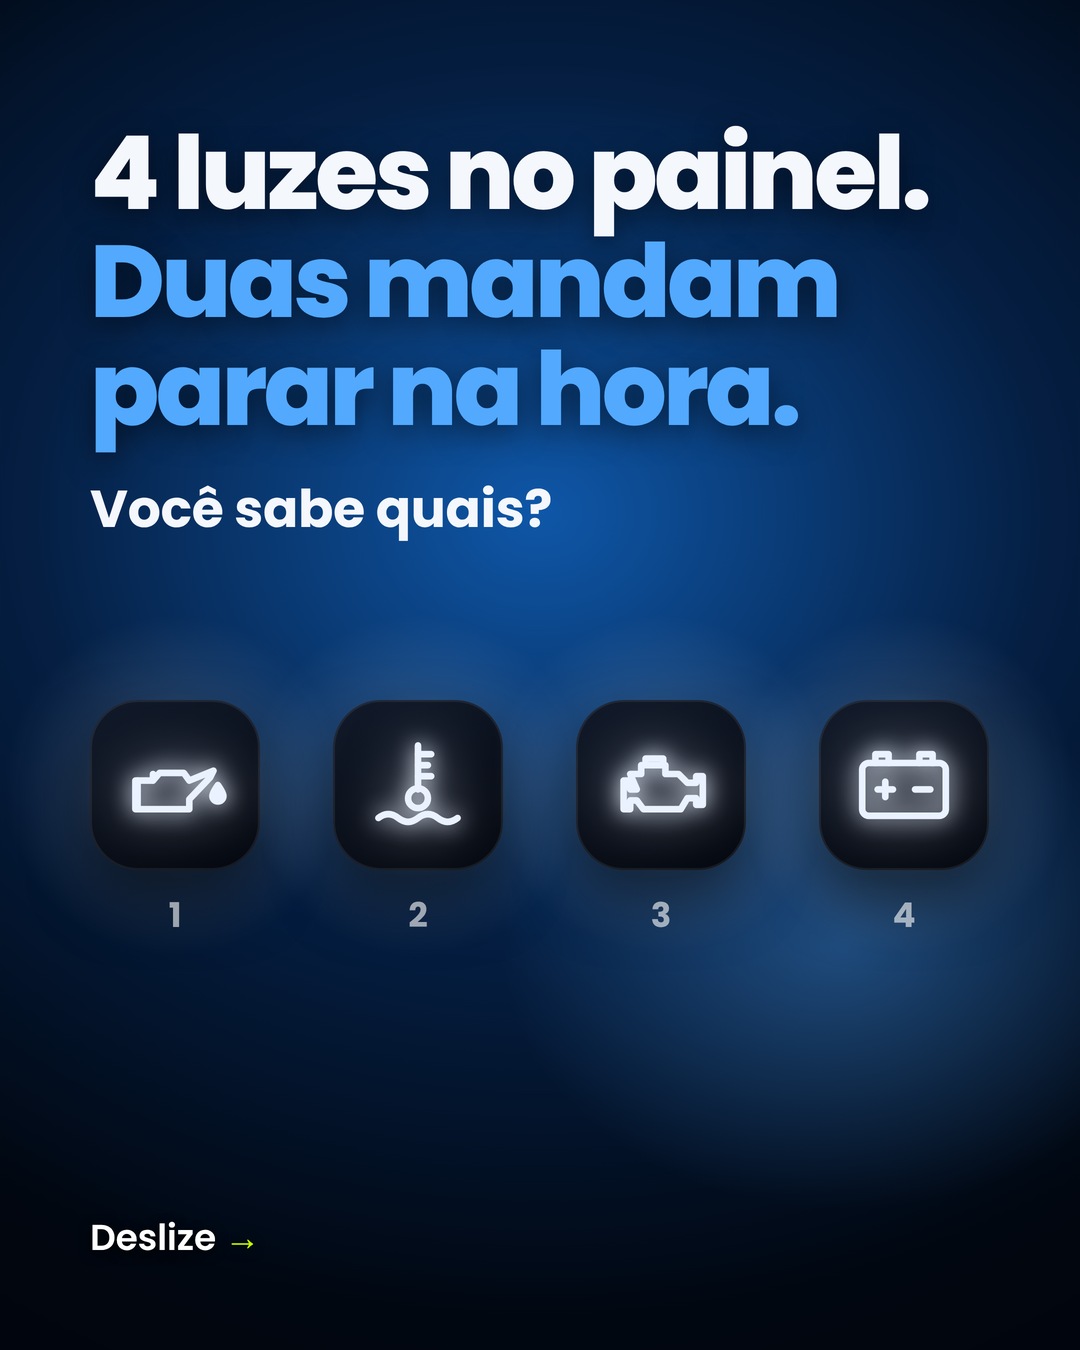 4 luzes no painel.
Duas mandam
parar na hora.
Você sabe quais?
1 2 3 4
Deslize →